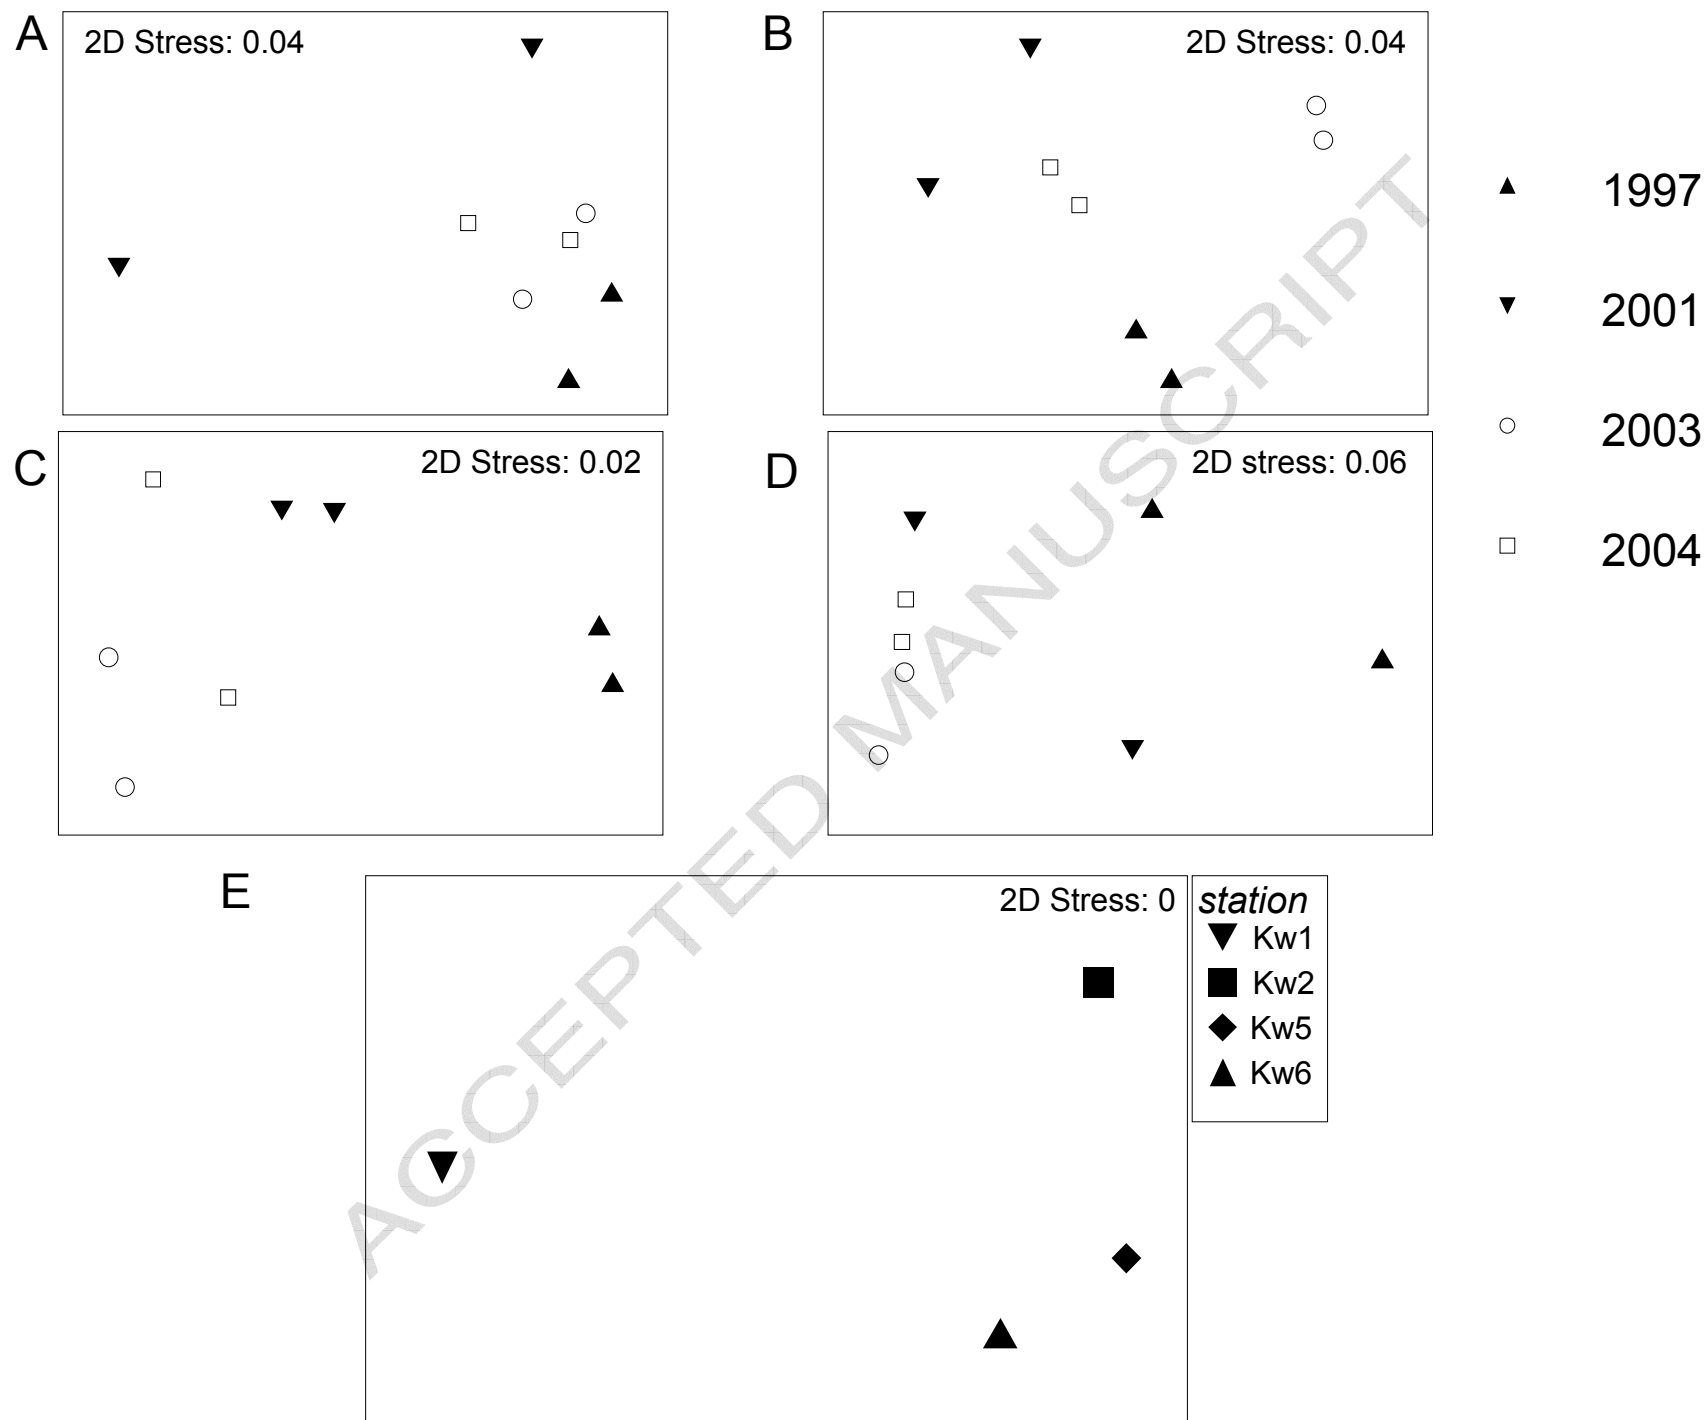 A
2D Stress: 0.04
B
2D Stress: 0.04
1997
2001
2003
2004
C
2D Stress: 0.02
D
2D stress: 0.06
E
2D Stress: 0
station
Kw1
Kw2
Kw5
Kw6
ACCEPTED MANUSCRIPT